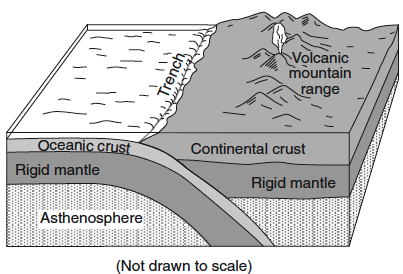 Trench
Volcanic
mountain
range
Oceanic crust
Continental crust
Rigid mantle
Rigid mantle
Asthenosphere
(Not drawn to scale)